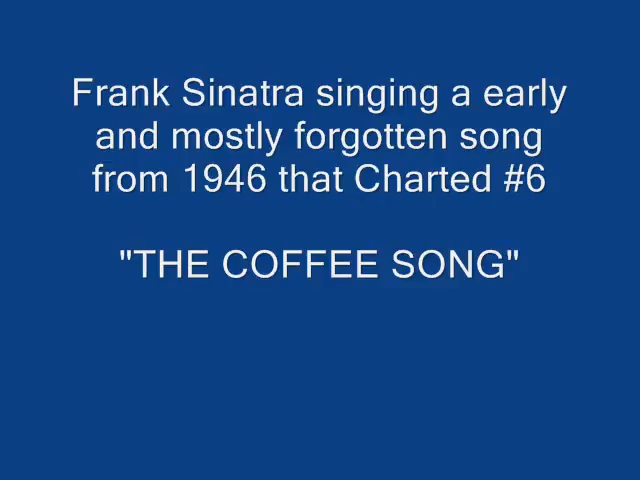 Frank Sinatra singing a early
and mostly forgotten song
from 1946 that Charted #6
"THE COFFEE SONG"